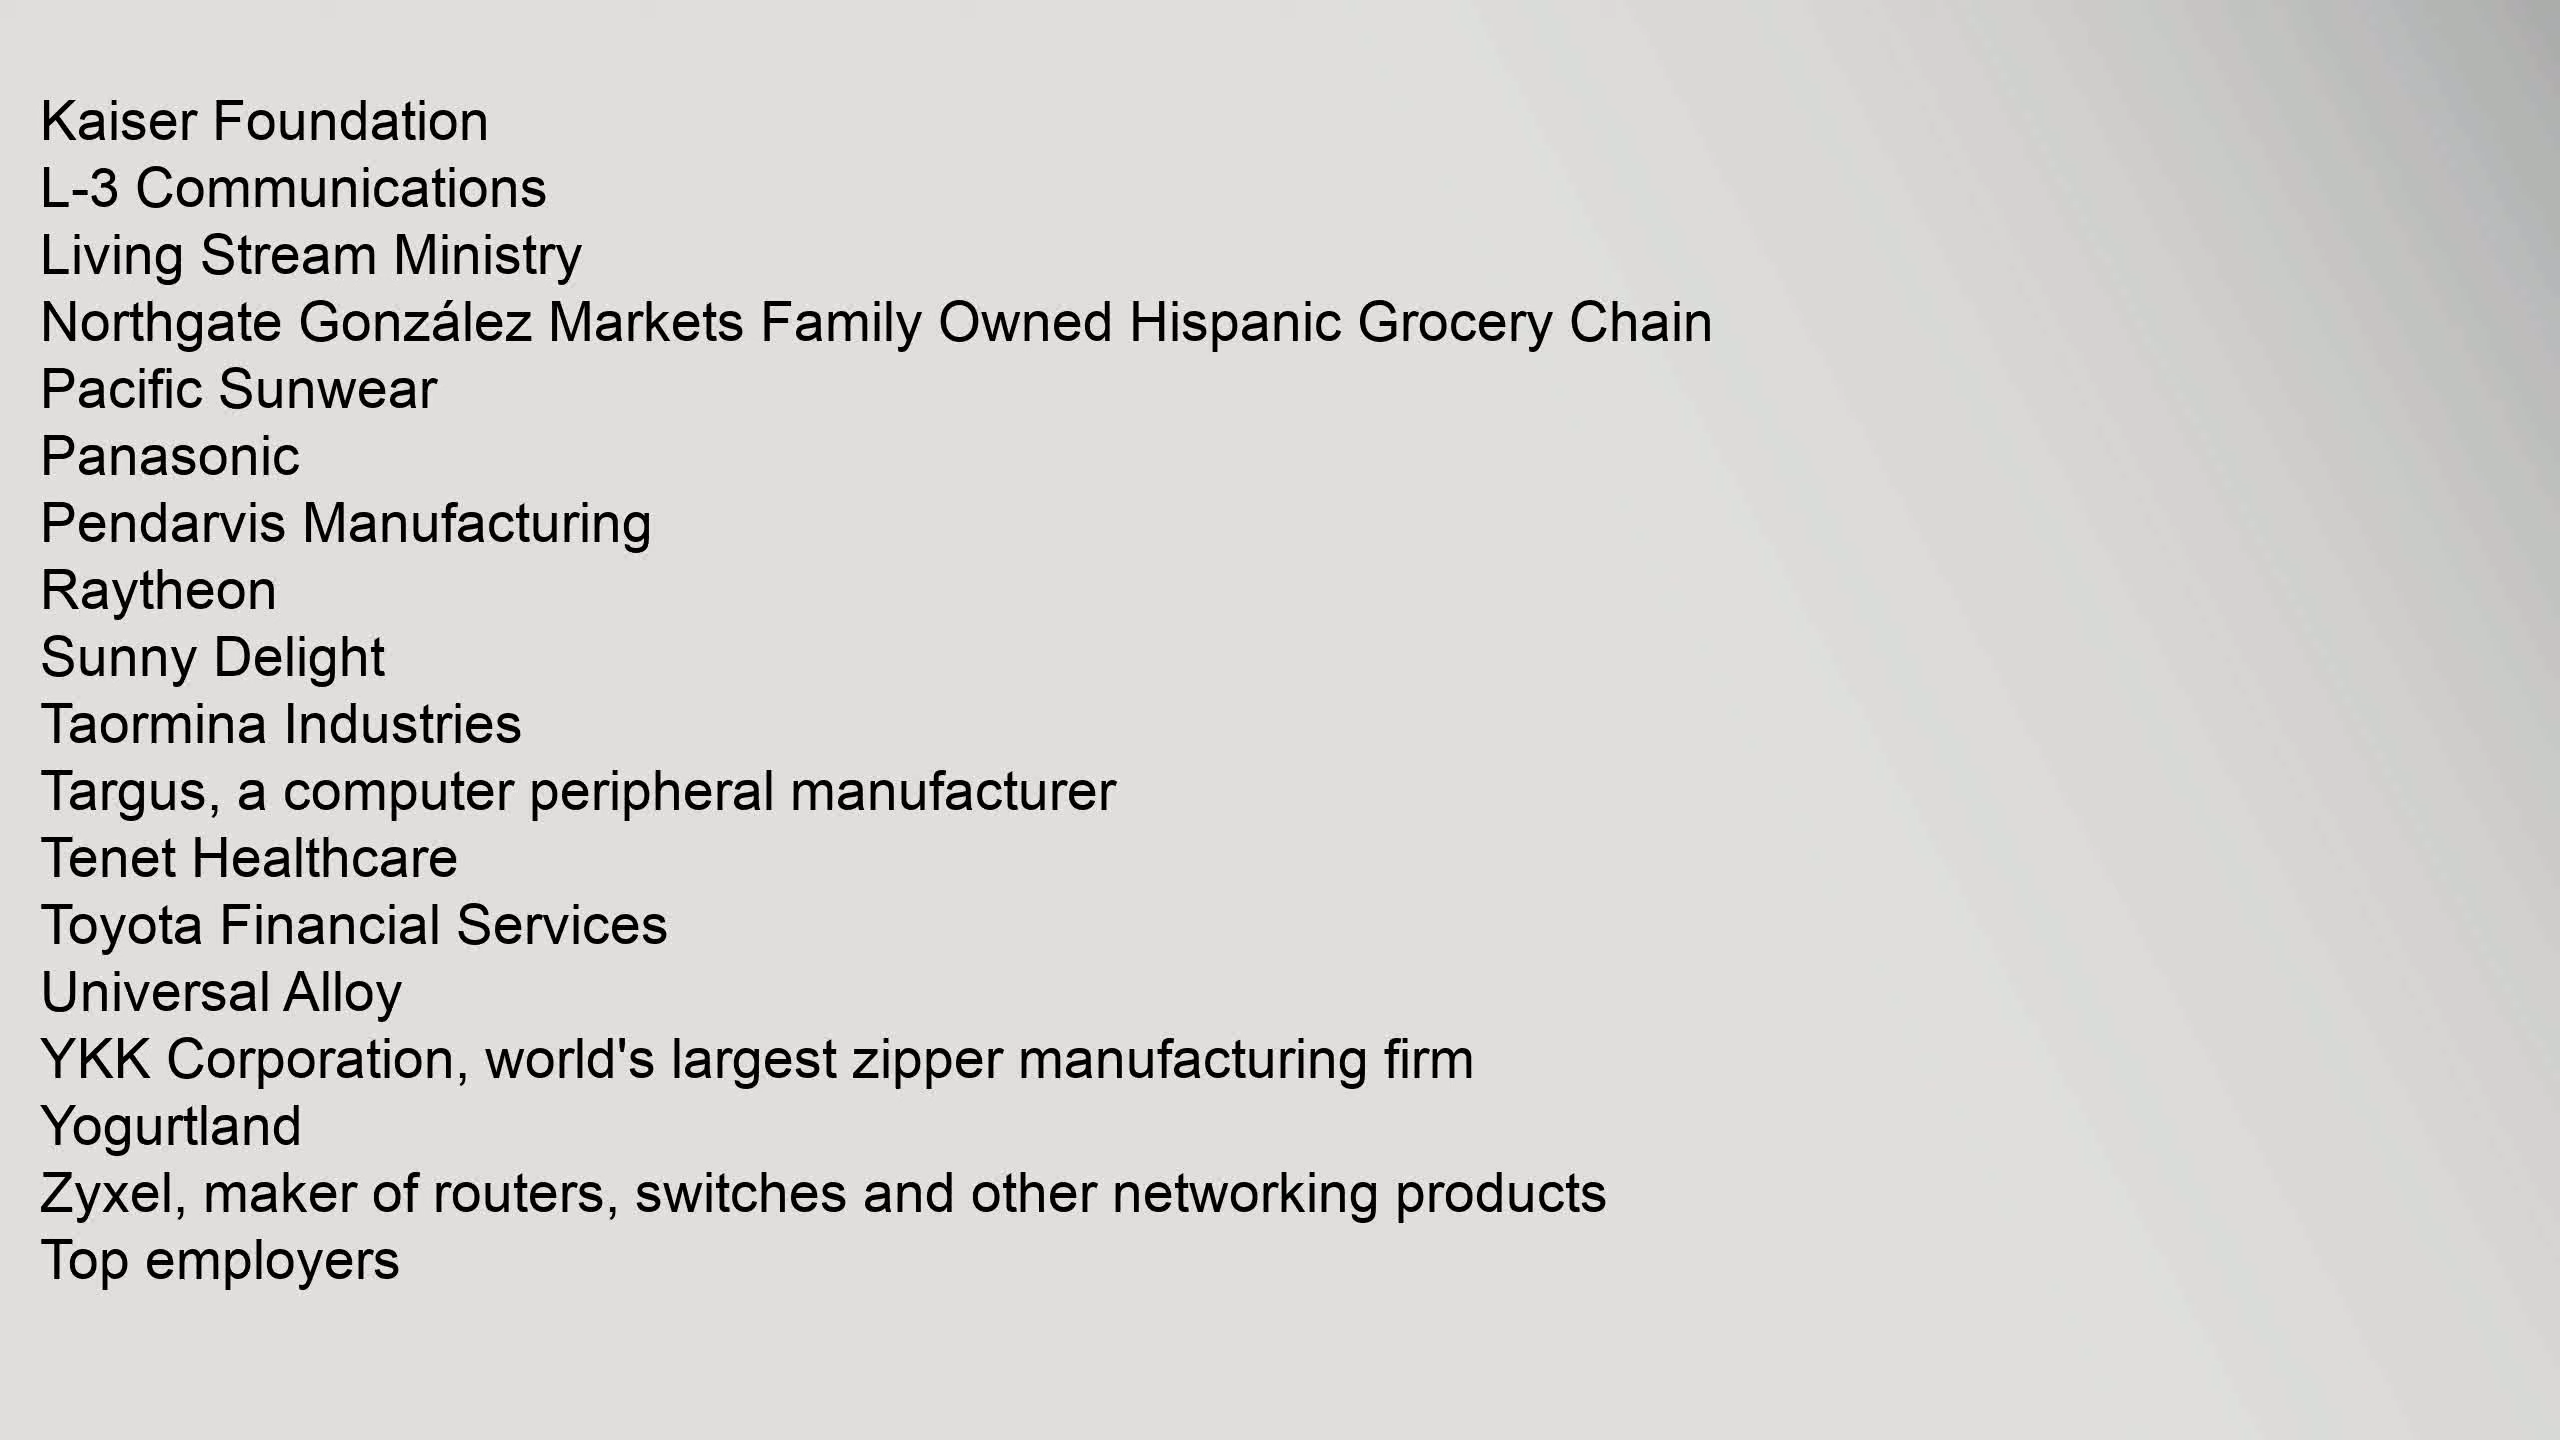 Kaiser Foundation
L-3 Communications
Living Stream Ministry
Northgate González Markets Family Owned Hispanic Grocery Chain
Pacific Sunwear
Panasonic
Pendarvis Manufacturing
Raytheon
Sunny Delight
Taormina Industries
Targus, a computer peripheral manufacturer
Tenet Healthcare
Toyota Financial Services
Universal Alloy
YKK Corporation, world's largest zipper manufacturing firm
Yogurtland
Zyxel, maker of routers, switches and other networking products
Top employers